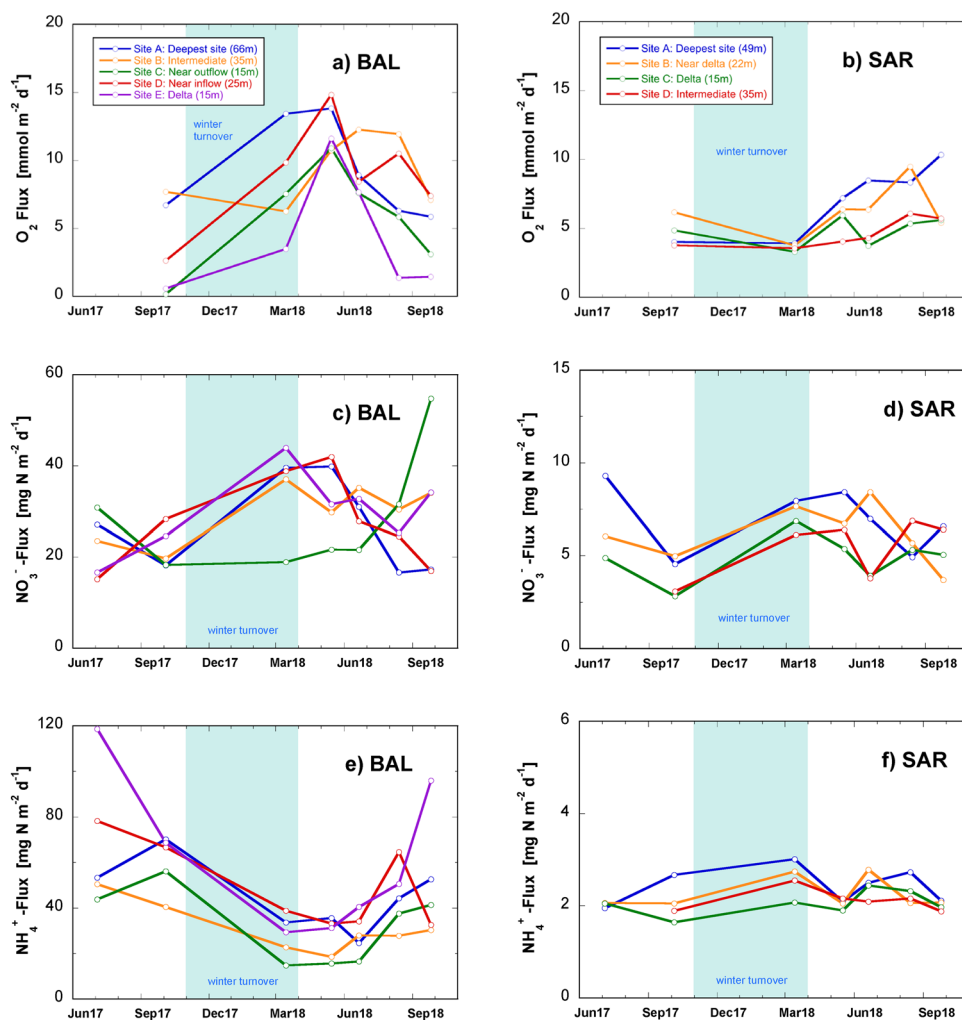 20
15
10
5
0
O2 Flux [mmol m-2 d-1]
Site A: Deepest site (66m)
Site B: Intermediate (35m)
Site C: Near outflow (15m)
Site D: Near inflow (25m)
Site E: Delta (15m)
a) BAL
winter
turnover
Jun17 Sep17 Dec17 Mar18 Jun18 Sep18
20
15
10
5
0
O2 Flux [mmol m-2 d-1]
Site A: Deepest site (49m)
Site B: Near delta (22m)
Site C: Delta (15m)
Site D: Intermediate (35m)
b) SAR
winter turnover
Jun17 Sep17 Dec17 Mar18 Jun18 Sep18
60
40
20
0
NO3- -Flux [mg N m-2 d-1]
c) BAL
winter turnover
Jun17 Sep17 Dec17 Mar18 Jun18 Sep18
15
10
5
0
NO3- -Flux [mg N m-2 d-1]
d) SAR
winter turnover
Jun17 Sep17 Dec17 Mar18 Jun18 Sep18
120
80
40
0
NH4+ -Flux [mg N m-2 d-1]
e) BAL
winter turnover
Jun17 Sep17 Dec17 Mar18 Jun18 Sep18
6
4
2
0
NH4+ -Flux [mg N m-2 d-1]
f) SAR
winter turnover
Jun17 Sep17 Dec17 Mar18 Jun18 Sep18